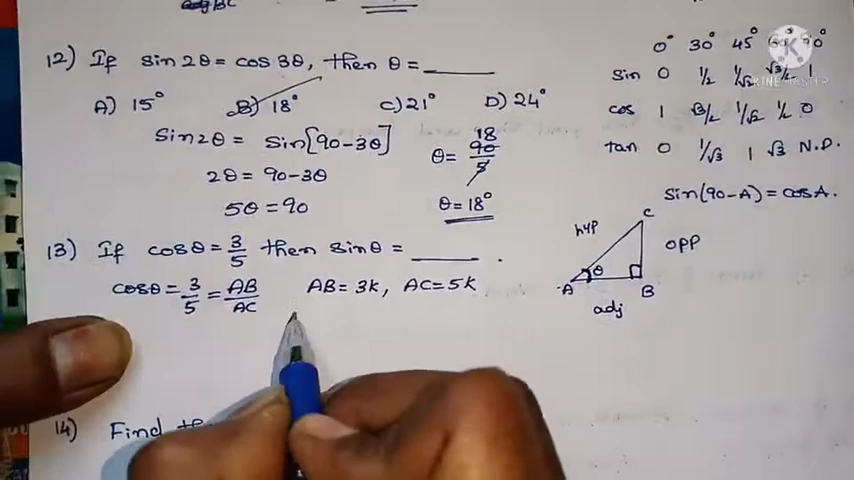 12) If sin 2θ = cos 3θ, then θ = ______
A) 15° B) 18° C) 21° D) 24°
sin2θ = sin[90-3θ]
2θ = 90-3θ
5θ = 90
θ = 90/5 18
θ = 18°
0° 30° 45° 60° 90°
sin 0 1/2 1/√2 √3/2 1
cos 1 √3/2 1/√2 1/2 0
tan 0 1/√3 1 √3 N.D.
sin(90-A) = cosA.
KINEMASTER
13) If cosθ = 3/5 then sinθ = ______.
cosθ = 3/5 = AB/AC AB = 3K, AC = 5K
C
hyp opp
θ
A B
adj
14) Find